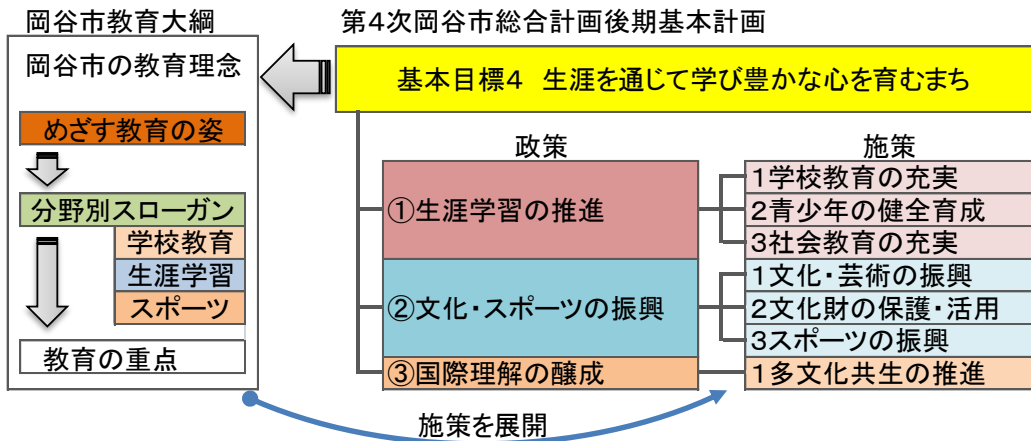 岡谷市教育大綱
岡谷市の教育理念
めざす教育の姿
分野別スローガン
学校教育
生涯学習
スポーツ
教育の重点
第4次岡谷市総合計画後期基本計画
基本目標4 生涯を通じて学び豊かな心を育むまち
政策
施策
①生涯学習の推進
1学校教育の充実
2青少年の健全育成
3社会教育の充実
②文化・スポーツの振興
1文化・芸術の振興
2文化財の保護・活用
3スポーツの振興
③国際理解の醸成
1多文化共生の推進
施策を展開